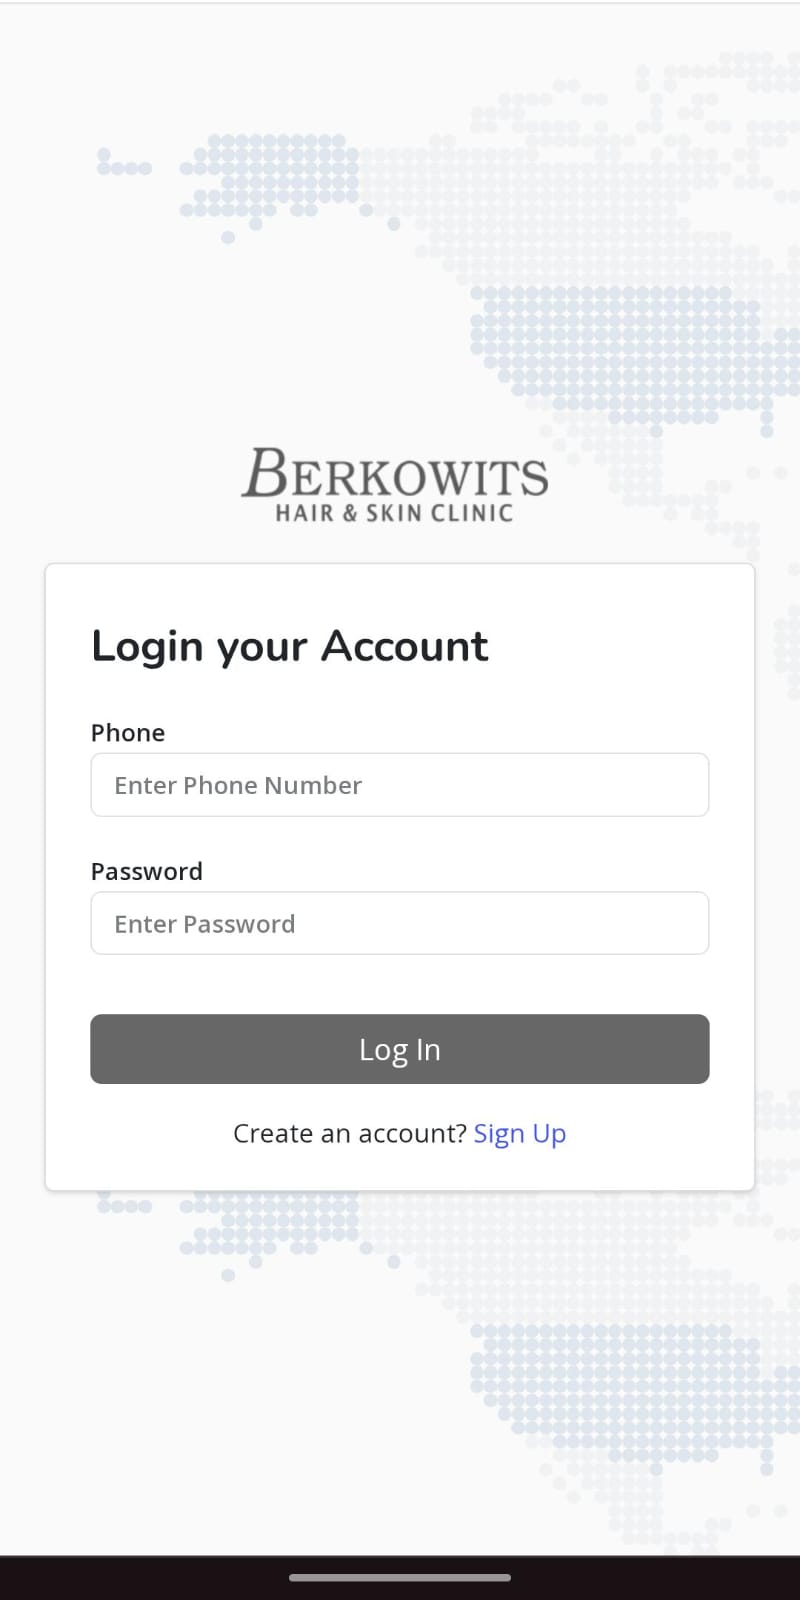 BERKOWITS
HAIR & SKIN CLINIC
Login your Account
Phone
Enter Phone Number
Password
Enter Password
Log In
Create an account? Sign Up